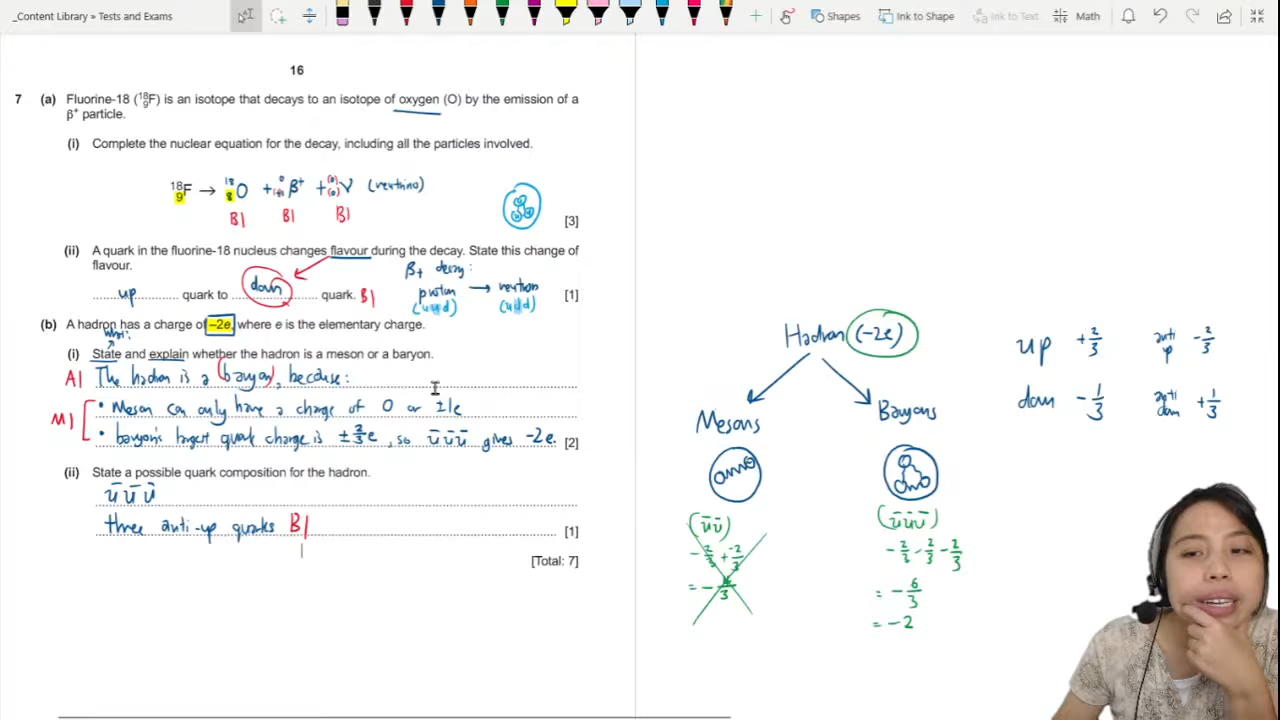 _Content Library » Tests and Exams
Shapes
Ink to Shape
Ink to Text
Math
16
7 (a) Fluorine-18 (¹⁸₉F) is an isotope that decays to an isotope of oxygen (O) by the emission of a
β⁺ particle.
(i) Complete the nuclear equation for the decay, including all the particles involved.
¹⁸₉F → ¹⁸₈O + ⁰₊₁β⁺ + ⁽⁰⁾₍₀₎ν (neutrino)
B1 B1 B1
[3]
(ii) A quark in the fluorine-18 nucleus changes flavour during the decay. State this change of
flavour.
up quark to down quark. B1 [1]
β+ decay:
proton → neutron
(uud) (udd)
(b) A hadron has a charge of –2e, where e is the elementary charge.
(i) State and explain whether the hadron is a meson or a baryon.
A1 The hadron is a (baryon), because:
M1 • Meson can only have a charge of 0 or ±1e
• baryon's largest quark charge is ±⅔e, so ūūū gives -2e. [2]
(ii) State a possible quark composition for the hadron.
ū ū ū
three anti-up quarks B1 [1]
[Total: 7]
Hadron (-2e)
Mesons
Baryons
(ūū)
-2/3 + -2/3
= -4/3
(ūūū)
-2/3 - 2/3 - 2/3
= -6/3
= -2
up +2/3 anti up -2/3
down -1/3 anti down +1/3